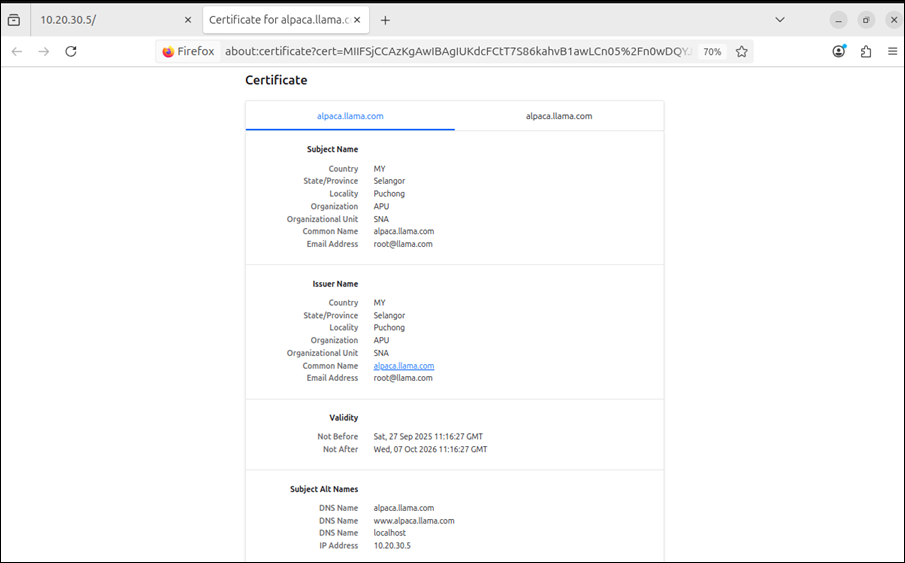 10.20.30.5/
Certificate for alpaca.llama.c
Firefox about:certificate?cert=MIIFSjCCAzKgAwIBAgIUKdcFCtT7S86kahvB1awLCn05%2Fn0wDQYJ 70%
Certificate
alpaca.llama.com alpaca.llama.com
Subject Name
Country MY
State/Province Selangor
Locality Puchong
Organization APU
Organizational Unit SNA
Common Name alpaca.llama.com
Email Address root@llama.com
Issuer Name
Country MY
State/Province Selangor
Locality Puchong
Organization APU
Organizational Unit SNA
Common Name alpaca.llama.com
Email Address root@llama.com
Validity
Not Before Sat, 27 Sep 2025 11:16:27 GMT
Not After Wed, 07 Oct 2026 11:16:27 GMT
Subject Alt Names
DNS Name alpaca.llama.com
DNS Name www.alpaca.llama.com
DNS Name localhost
IP Address 10.20.30.5